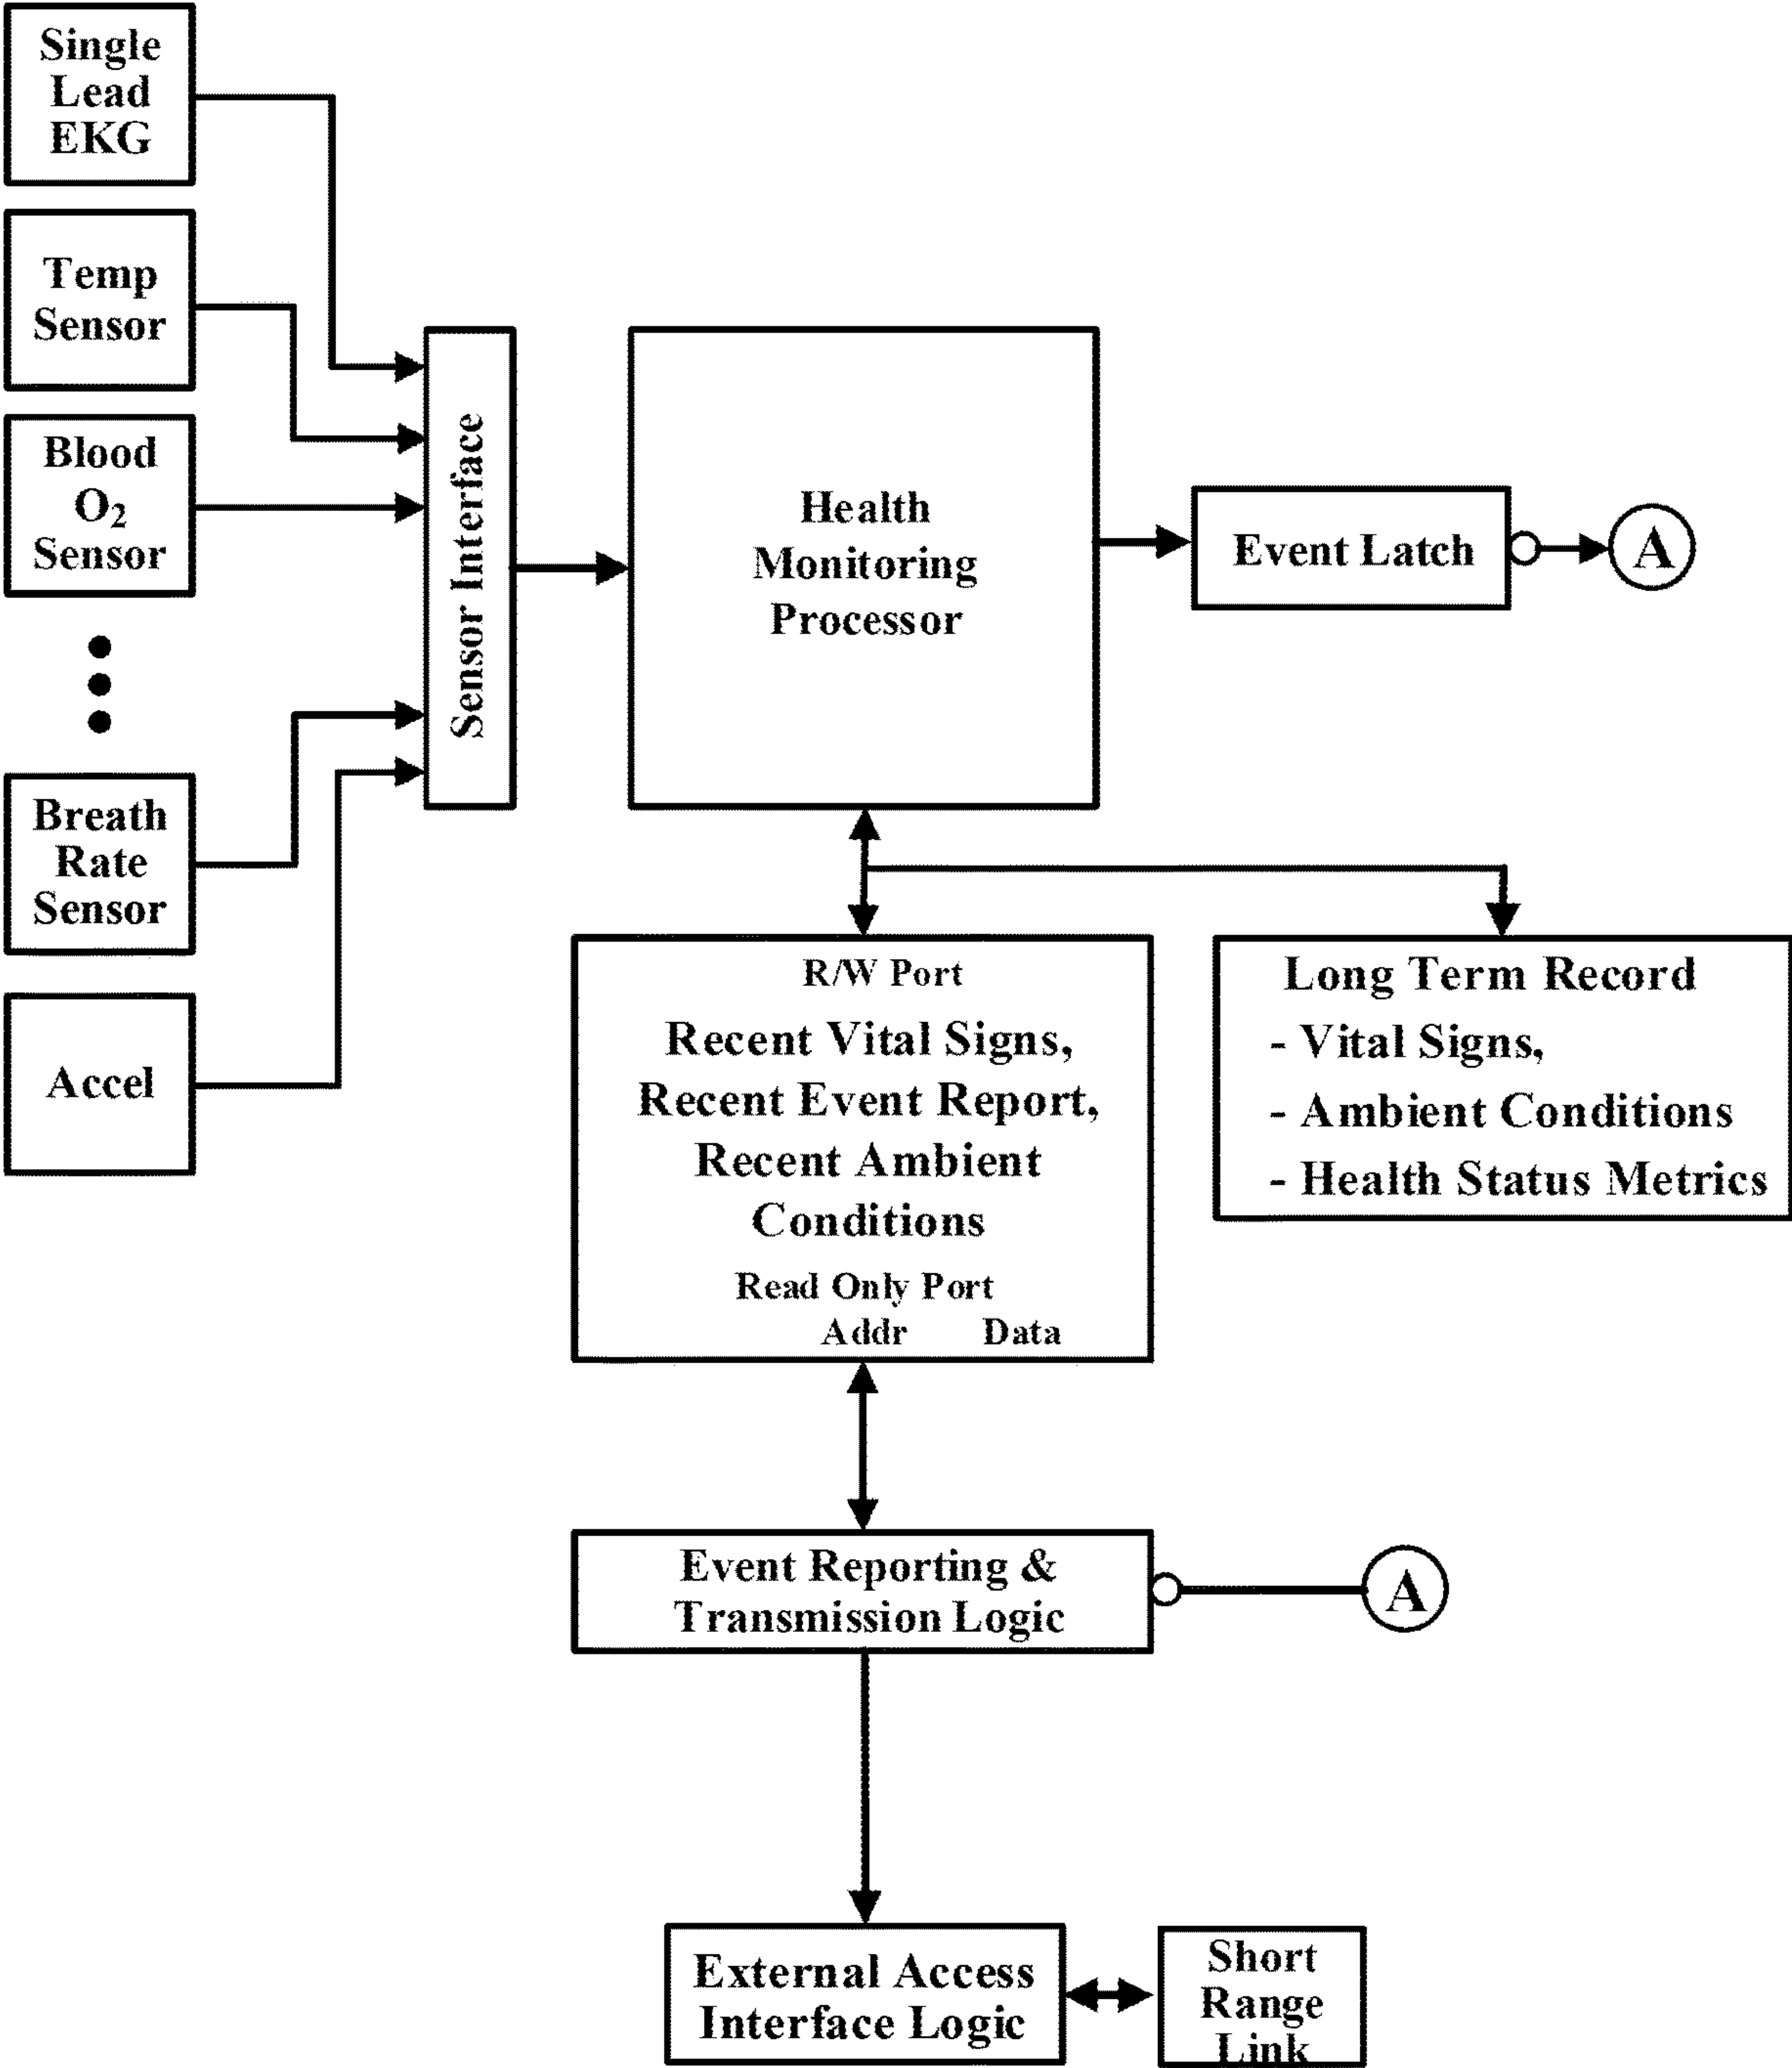 Single
Lead
EKG
Temp
Sensor
Blood
O₂
Sensor
Breath
Rate
Sensor
Accel
Sensor Interface
Health
Monitoring
Processor
Event Latch
A
R/W Port
Recent Vital Signs,
Recent Event Report,
Recent Ambient
Conditions
Read Only Port
Addr Data
Long Term Record
- Vital Signs,
- Ambient Conditions
- Health Status Metrics
Event Reporting &
Transmission Logic
A
External Access
Interface Logic
Short
Range
Link